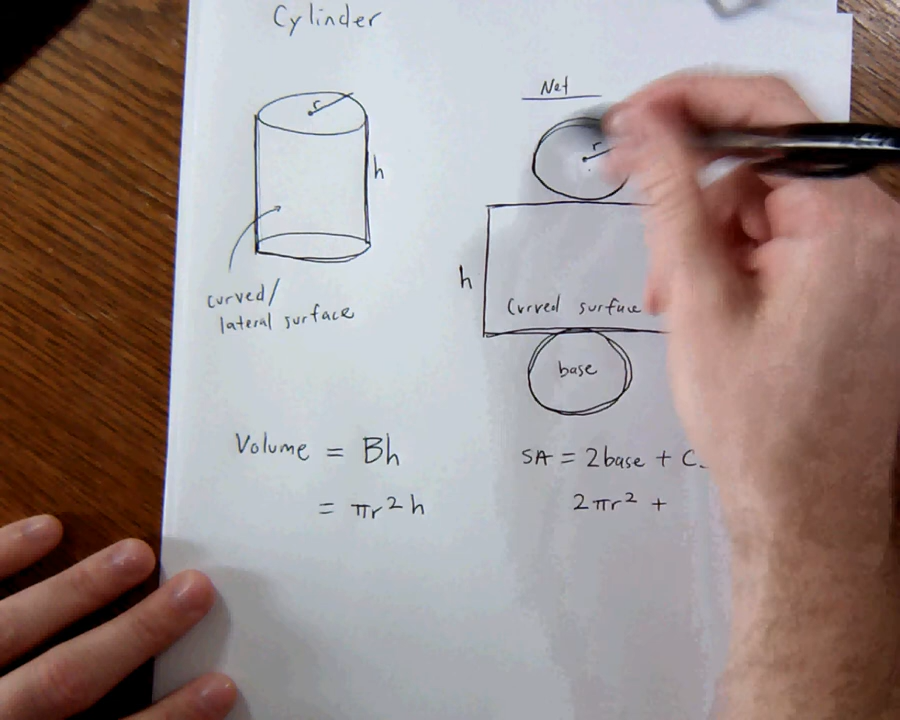 Cylinder
r
h
curved/
lateral surface
Net
r
h
Curved surface
base
Volume = Bh
= πr²h
SA = 2base + C.
2πr² +